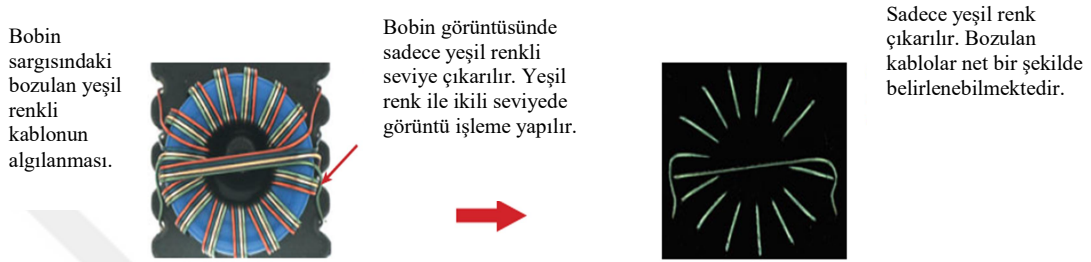 Bobin
sargısındaki
bozulan yeşil
renkli
kablonun
algılanması.
Bobin görüntüsünde
sadece yeşil renkli
seviye çıkarılır. Yeşil
renk ile ikili seviyede
görüntü işleme yapılır.
Sadece yeşil renk
çıkarılır. Bozulan
kablolar net bir şekilde
belirlenebilmektedir.